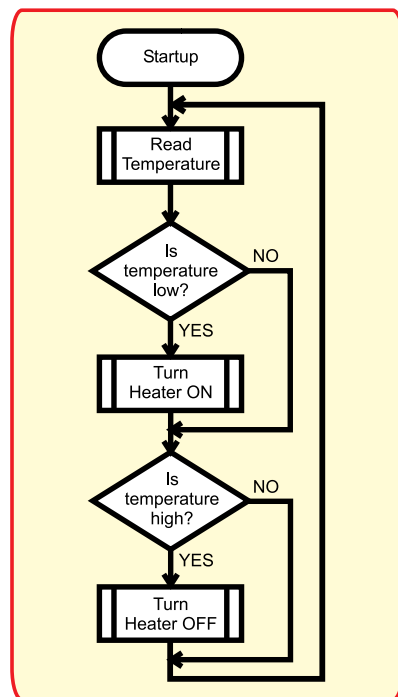 Startup
Read
Temperature
Is
temperature
low?
NO
YES
Turn
Heater ON
Is
temperature
high?
NO
YES
Turn
Heater OFF